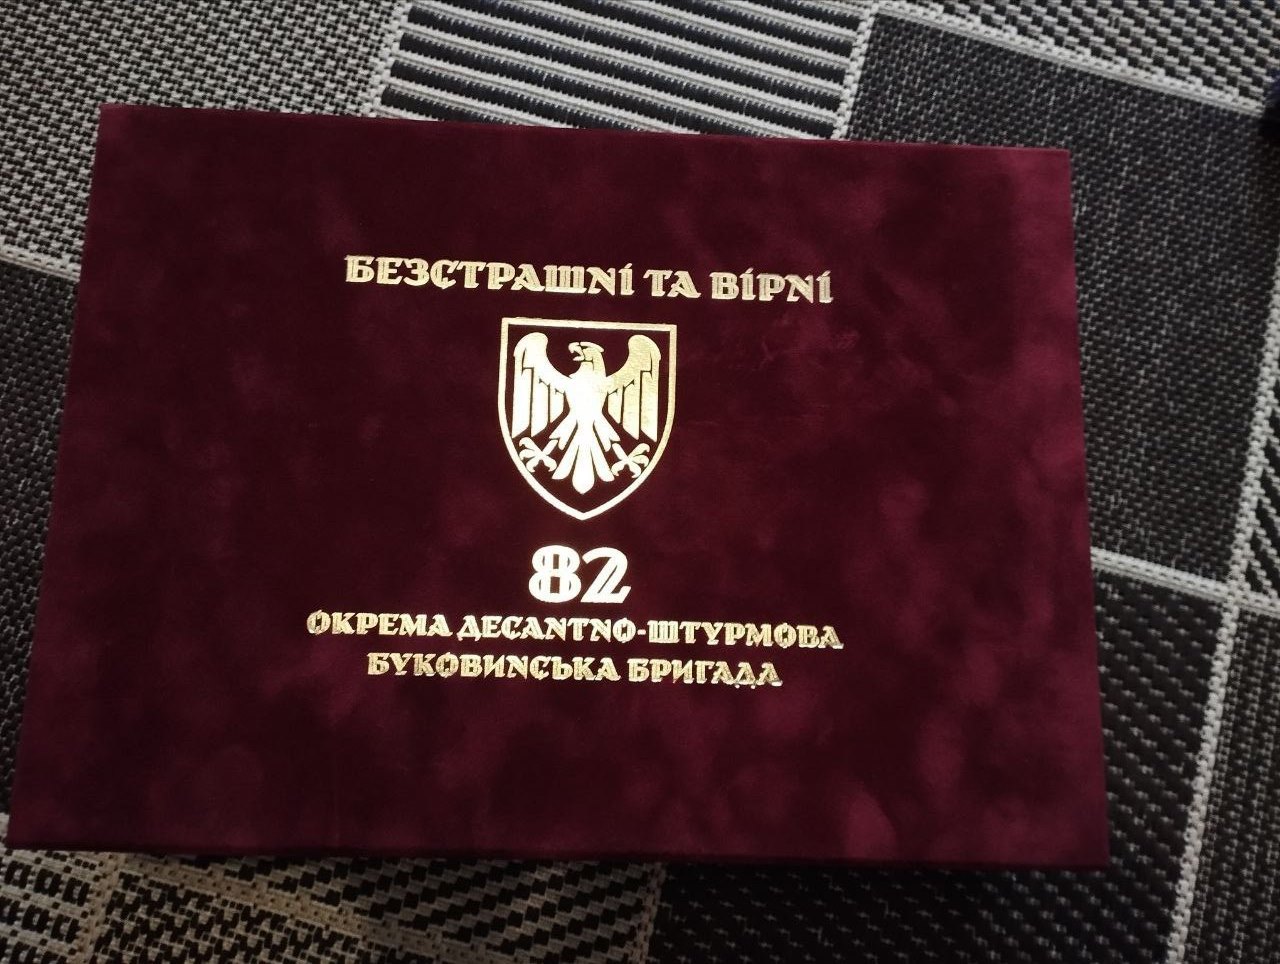 БЕЗСТРАШНІ ТА ВІРНІ
82
ОКРЕМА ДЕСАНТНО-ШТУРМОВА
БУКОВИНСЬКА БРИГАДА